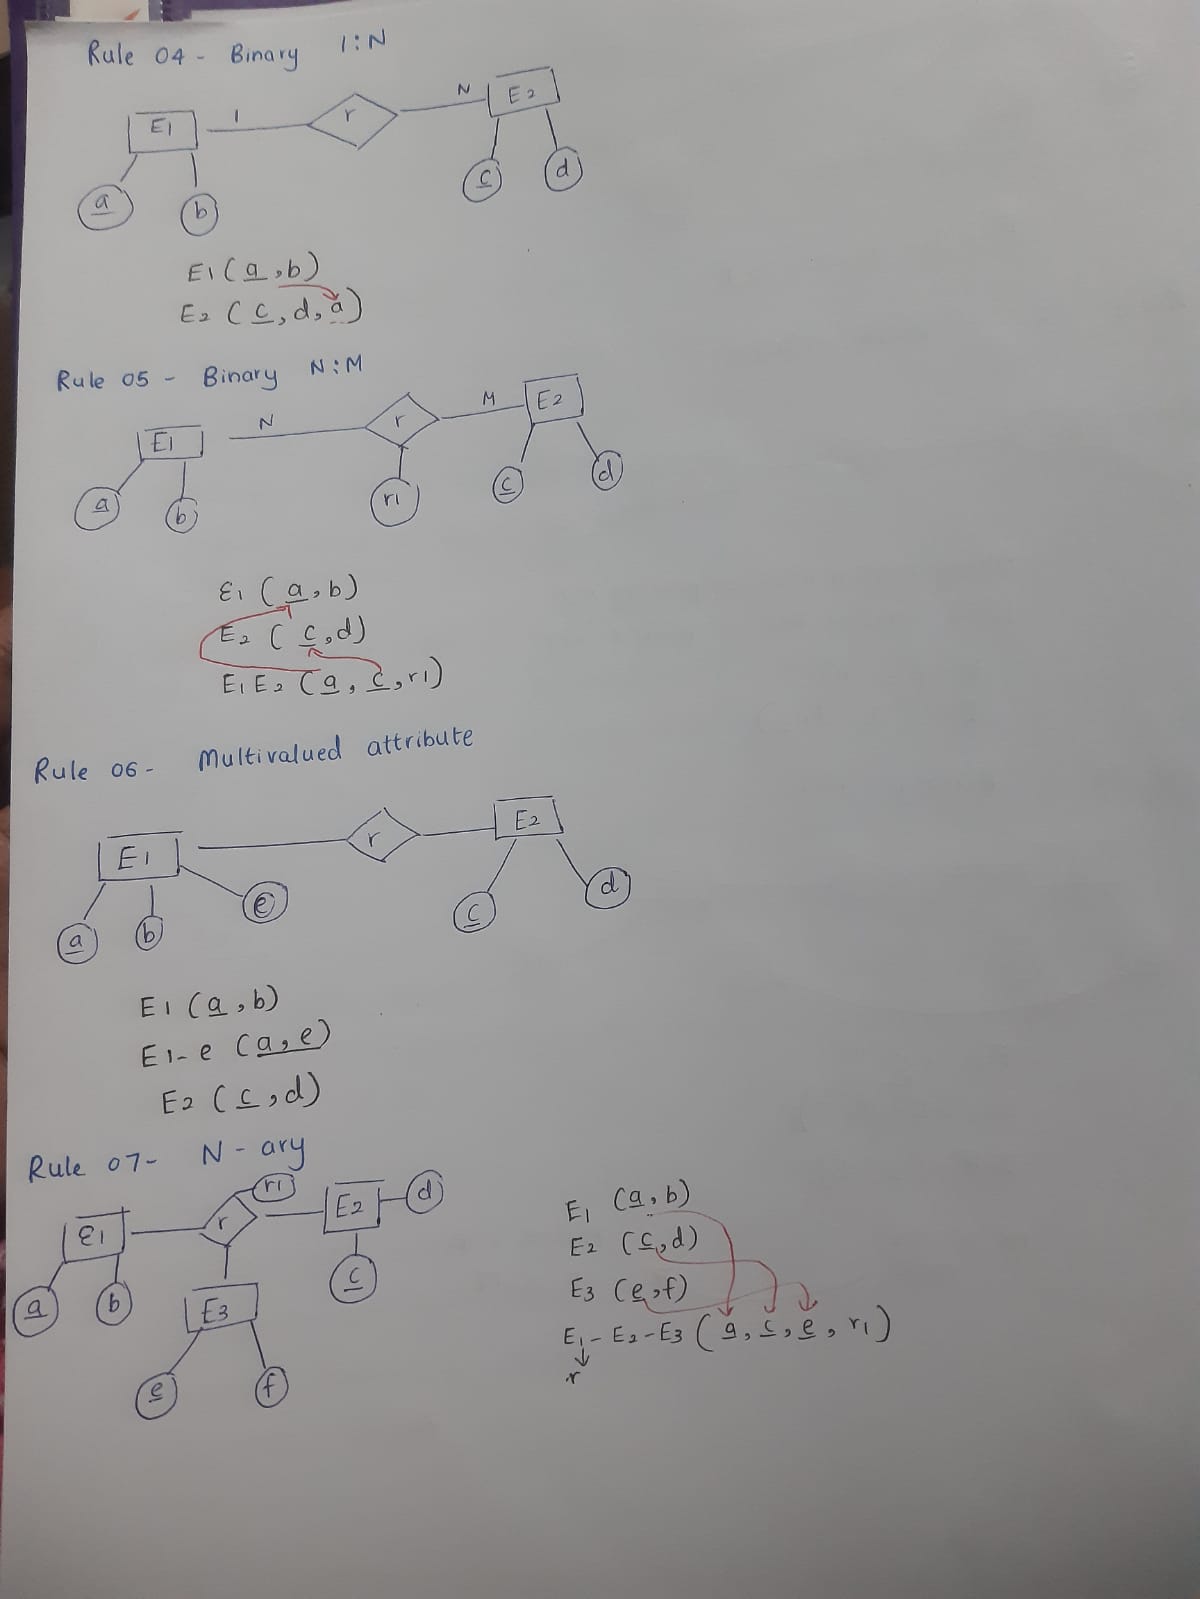 Rule 04 - Binary 1:N
E1 1 r N E2
a b c d
E1 (a, b)
E2 (c, d, a)
Rule 05 - Binary N:M
E1 N r M E2
a b r1 c d
E1 (a, b)
E2 (c, d)
E1 E2 (a, c, r1)
Rule 06 - Multivalued attribute
E1 r E2
a b e c d
E1 (a, b)
E1-e (a, e)
E2 (c, d)
Rule 07- N-ary
r1
E1 r E2 d
a b E3 c
e f
E1 (a, b)
E2 (c, d)
E3 (e, f)
E1 - E2 - E3 (a, c, e, r1)
r